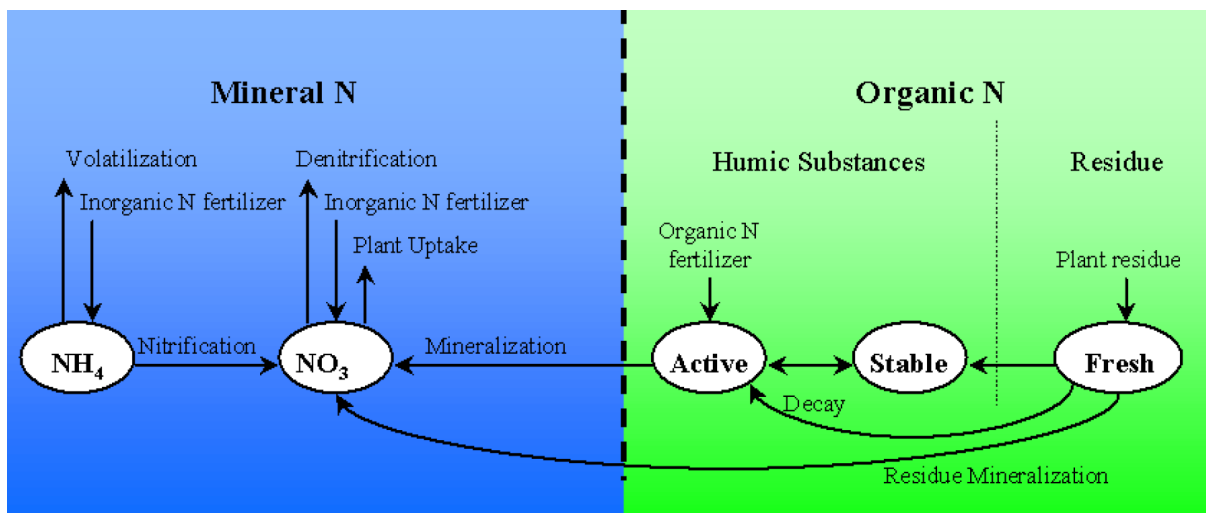 Mineral N
Organic N
Volatilization
Denitrification
Humic Substances
Residue
Inorganic N fertilizer
Inorganic N fertilizer
Plant Uptake
Organic N
fertilizer
Plant residue
NH4
Nitrification
NO3
Mineralization
Active
Stable
Fresh
Decay
Residue Mineralization